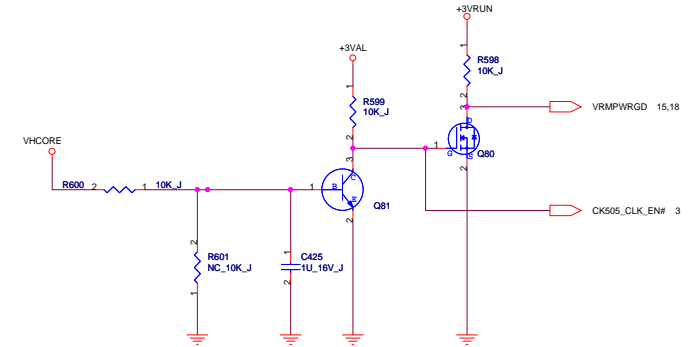 +3VRUN
1
R598
10K_J
2
+3VAL
1
R599
10K_J
2
3
D
G
S
1
Q80
2
VRMPWRGD 15,18
VHCORE
R600 2 1 10K_J
3
1
B
C
E
Q81
2
CK505_CLK_EN# 3
2
R601
NC_10K_J
1
1
C425
1U_16V_J
2